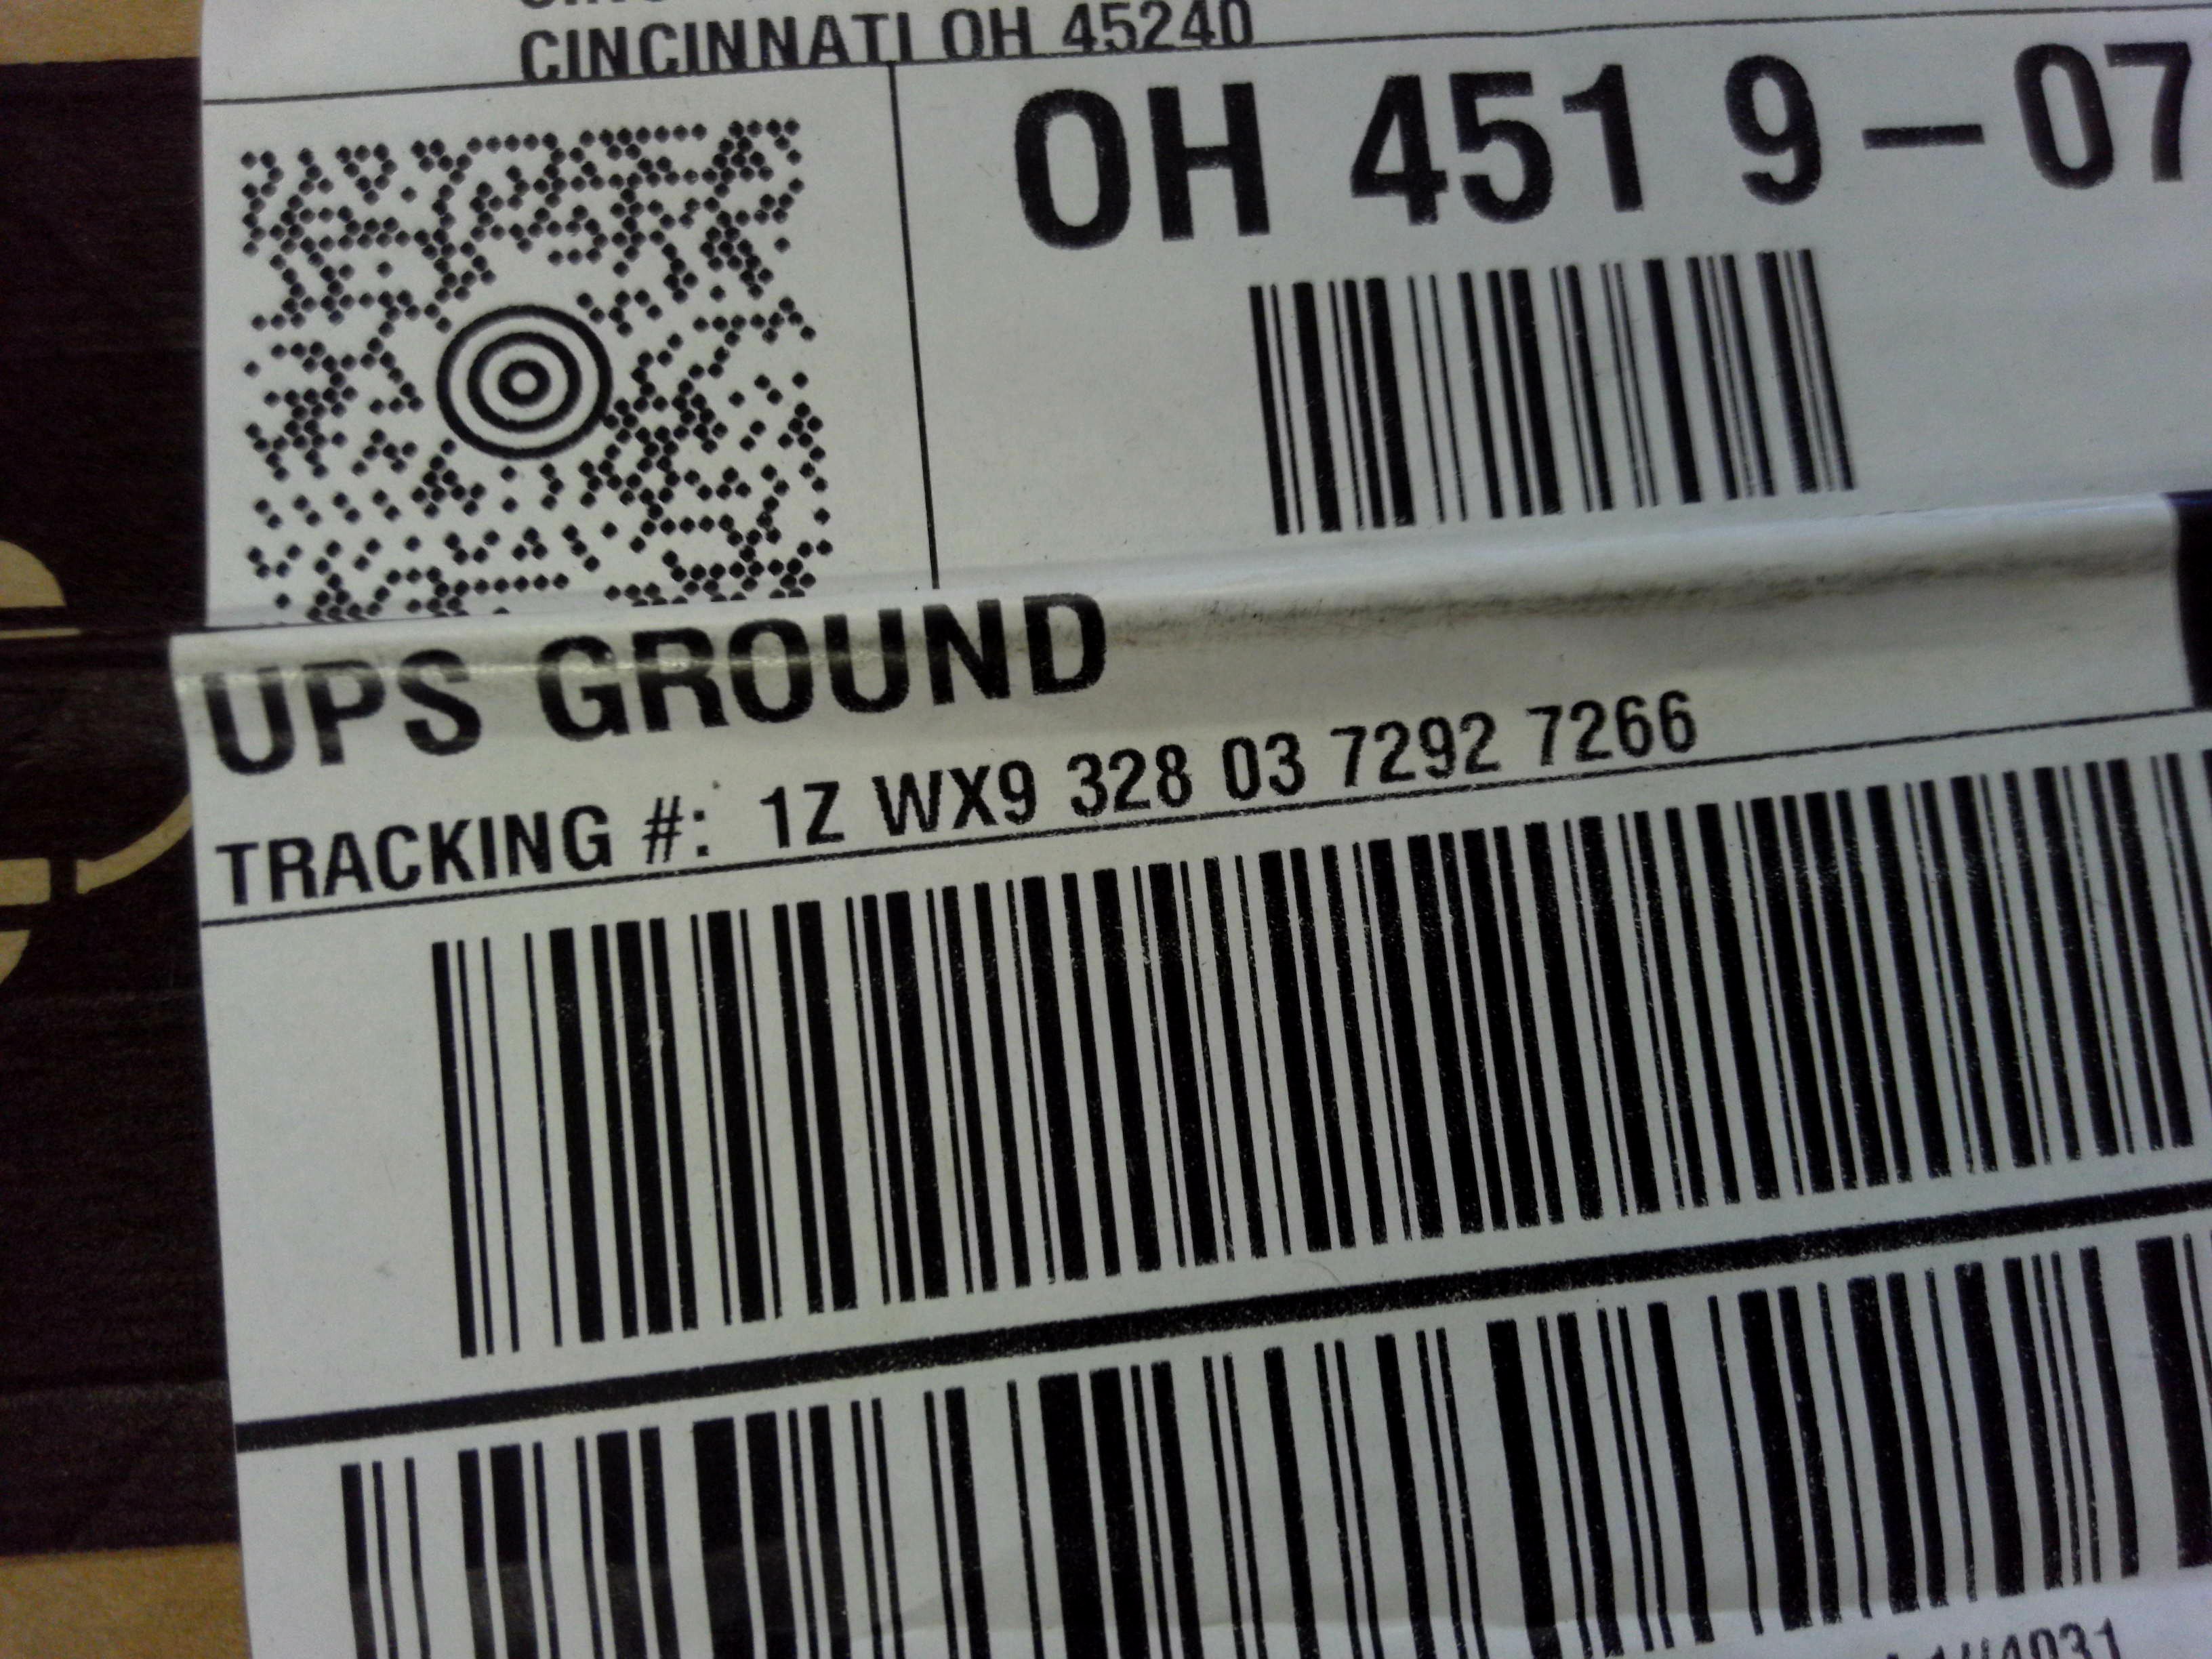 CINCINNATI OH 45240
OH 451 9-07
UPS GROUND
TRACKING #: 1Z WX9 328 03 7292 7266